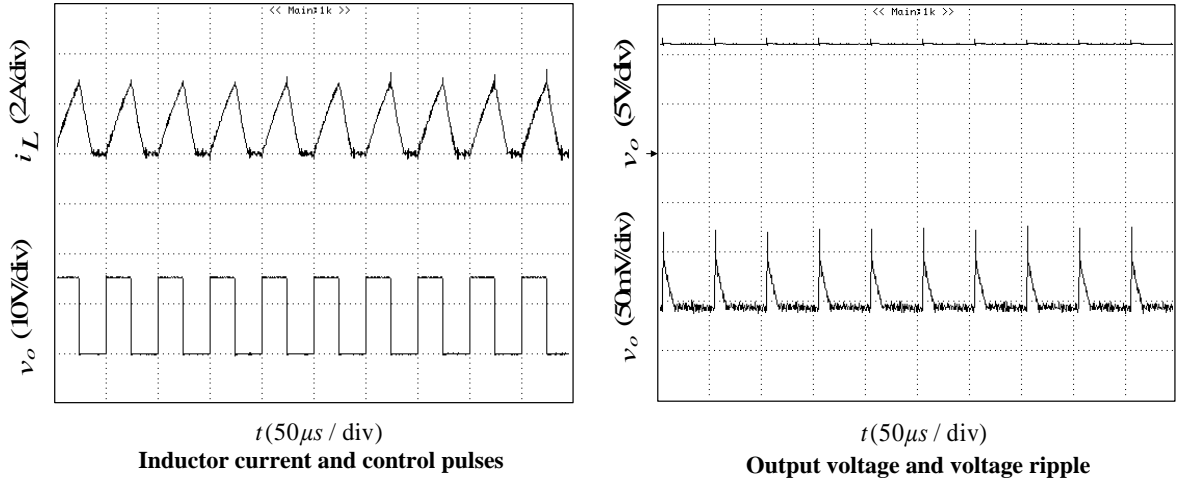 << Main:1k >>
i_L (2A/div)
v_o (10V/div)
t(50μs / div)
Inductor current and control pulses
<< Main:1k >>
v_o (5V/div)
v_o (50mV/div)
t(50μs / div)
Output voltage and voltage ripple